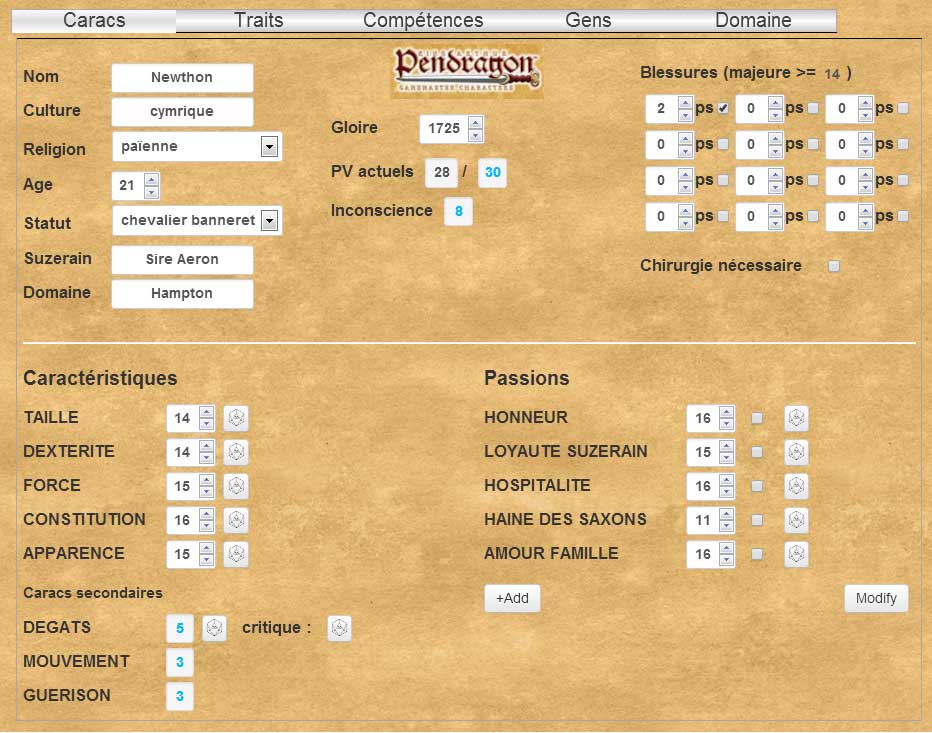 Caracs Traits Compétences Gens Domaine
KING ARTHUR
Pendragon
GAMEMASTER CHARACTERS
Nom Newthon
Culture cymrique
Religion païenne
Age 21
Statut chevalier banneret
Suzerain Sire Aeron
Domaine Hampton
Gloire 1725
PV actuels 28 / 30
Inconscience 8
Blessures (majeure >= 14 )
2 ps 0 ps 0 ps
0 ps 0 ps 0 ps
0 ps 0 ps 0 ps
0 ps 0 ps 0 ps
Chirurgie nécessaire
Caractéristiques
TAILLE 14
DEXTERITE 14
FORCE 15
CONSTITUTION 16
APPARENCE 15
Caracs secondaires
DEGATS 5 critique :
MOUVEMENT 3
GUERISON 3
Passions
HONNEUR 16
LOYAUTE SUZERAIN 15
HOSPITALITE 16
HAINE DES SAXONS 11
AMOUR FAMILLE 16
+Add Modify